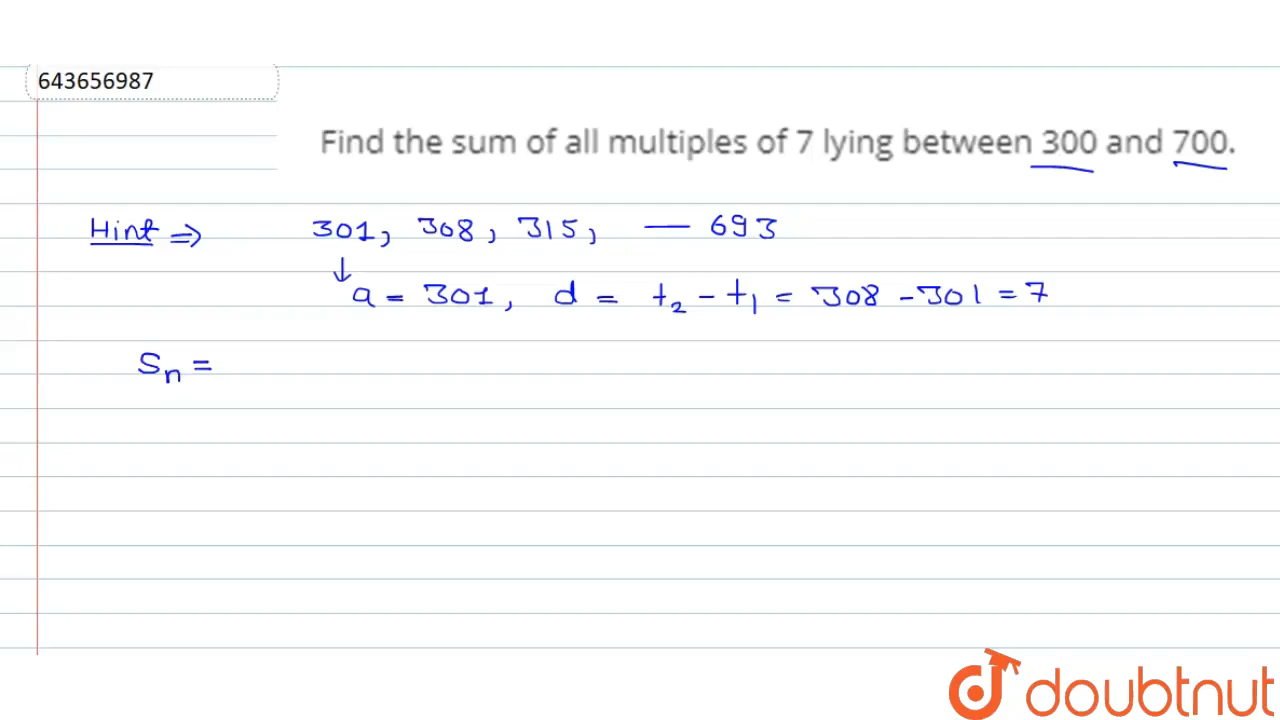 643656987
Find the sum of all multiples of 7 lying between 300 and 700.
Hint ⇒ 301, 308, 315, — 693
↓
a = 301, d = t₂ - t₁ = 308 - 301 = 7
Sₙ =
doubtnut